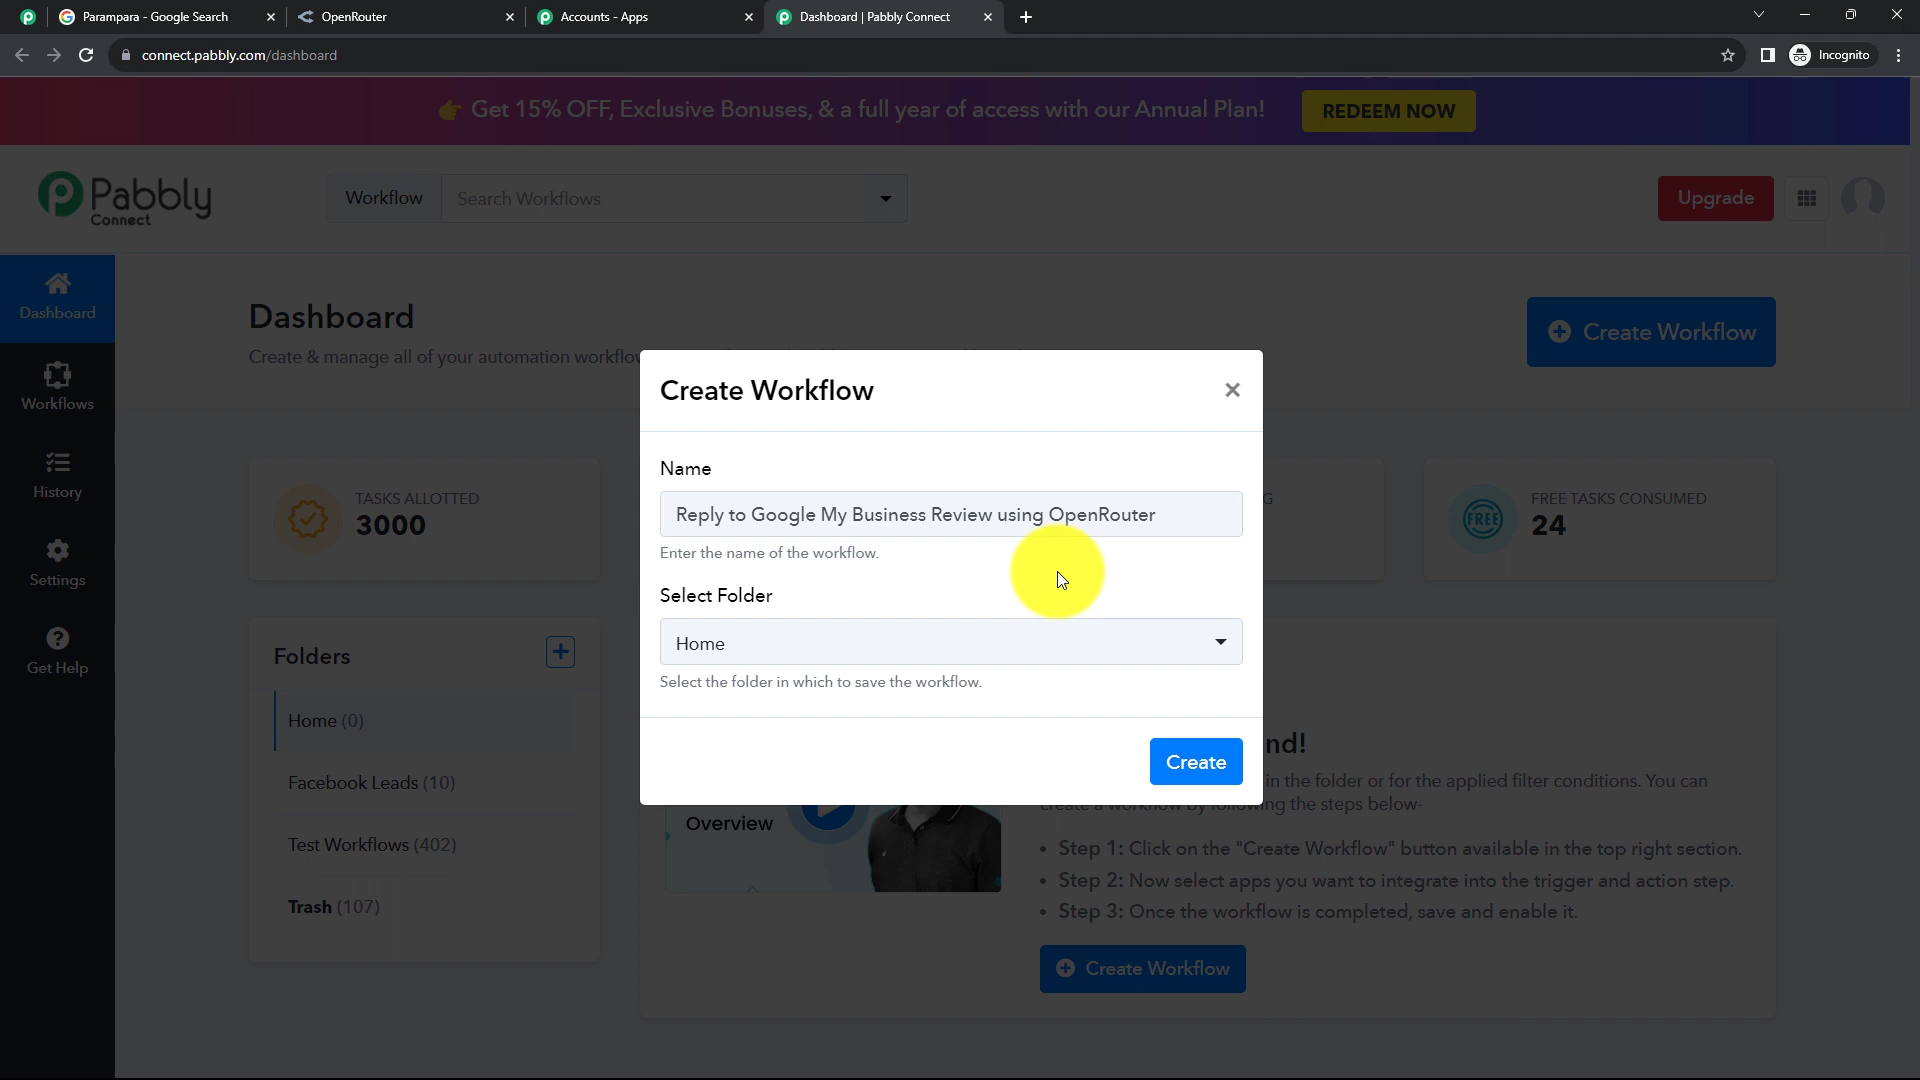 Parampara - Google Search
OpenRouter
Accounts - Apps
Dashboard | Pabbly Connect
connect.pabbly.com/dashboard
Incognito
👉 Get 15% OFF, Exclusive Bonuses, & a full year of access with our Annual Plan!
REDEEM NOW
Pabbly
Connect
Workflow
Search Workflows
Upgrade
Dashboard
Workflows
History
Settings
Get Help
Dashboard
Create & manage all of your automation
Create Workflow
TASKS ALLOTTED
3000
G
FREE TASKS CONSUMED
FREE
24
Create Workflow
Name
Reply to Google My Business Review using OpenRouter
Enter the name of the workflow.
Select Folder
Home
Select the folder in which to save the workflow.
Create
Folders
Home (0)
Facebook Leads (10)
Test Workflows (402)
Trash (107)
Overview
nd!
in the folder or for the applied filter conditions. You can
create a workflow by following the steps below-
• Step 1: Click on the "Create Workflow" button available in the top right section.
• Step 2: Now select apps you want to integrate into the trigger and action step.
• Step 3: Once the workflow is completed, save and enable it.
Create Workflow